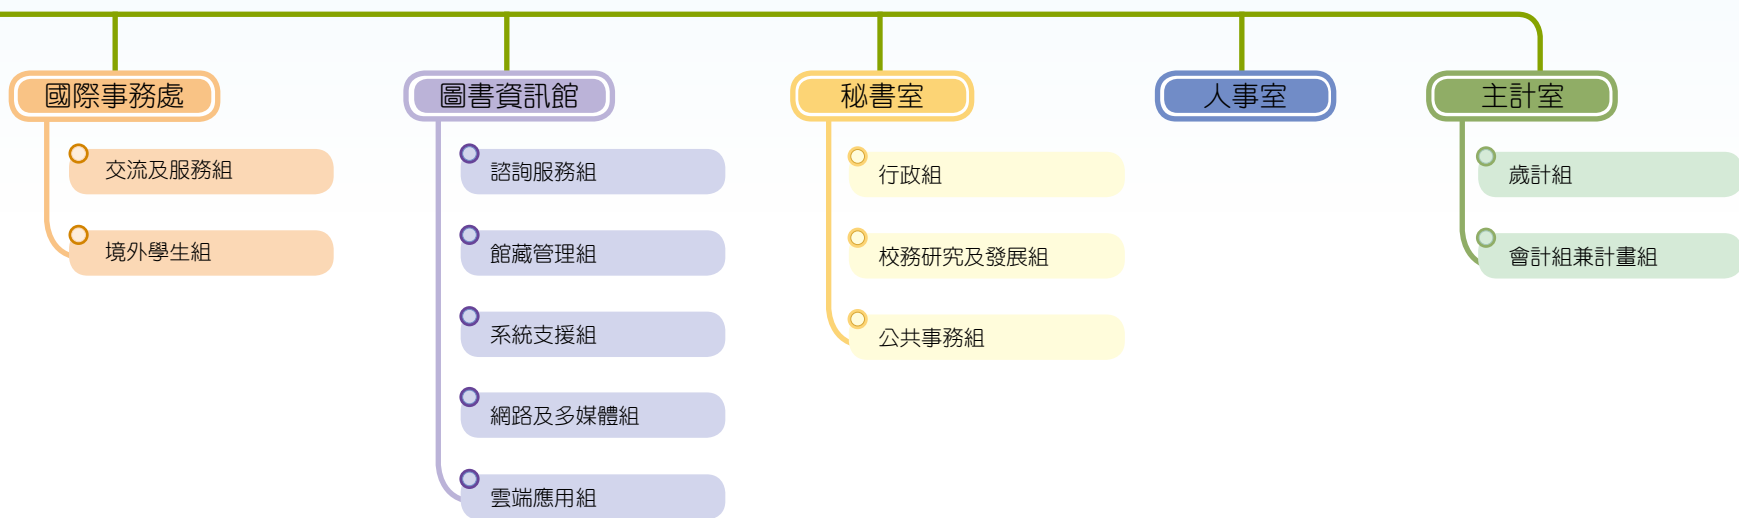 國際事務處
交流及服務組
境外學生組
圖書資訊館
諮詢服務組
館藏管理組
系統支援組
網路及多媒體組
雲端應用組
秘書室
行政組
校務研究及發展組
公共事務組
人事室
主計室
歲計組
會計組兼計畫組